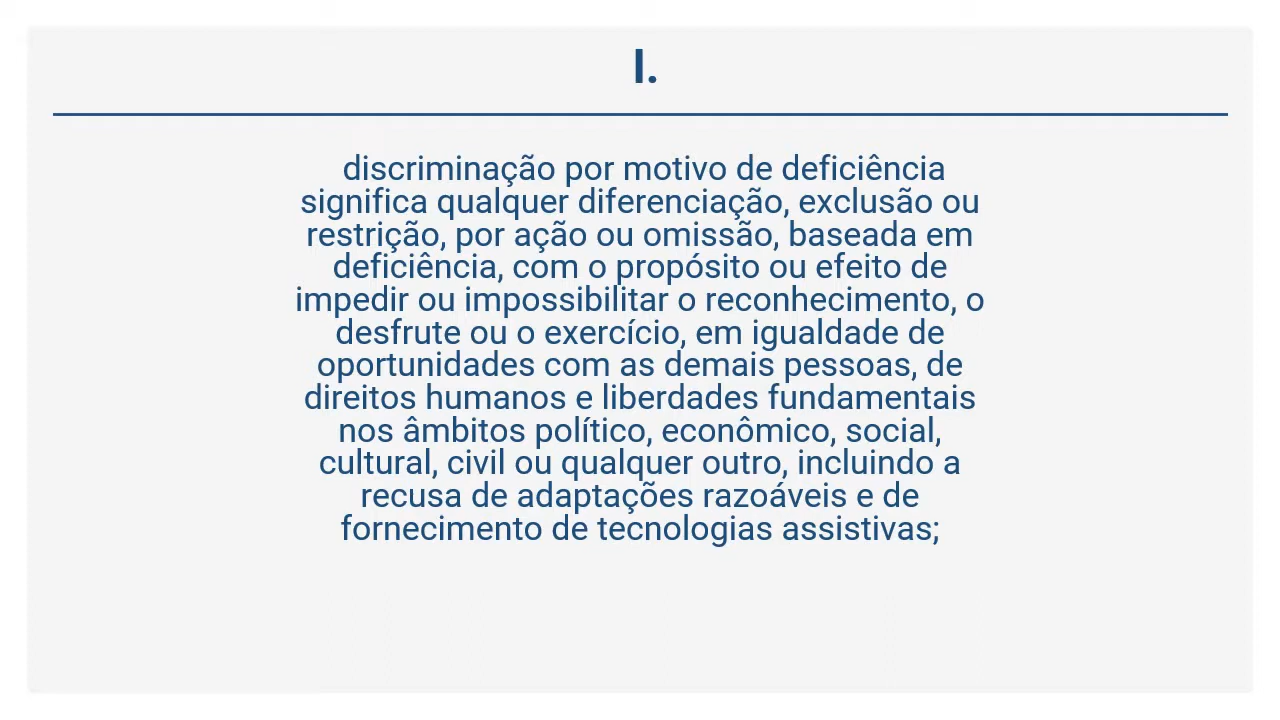 I.
discriminação por motivo de deficiência
significa qualquer diferenciação, exclusão ou
restrição, por ação ou omissão, baseada em
deficiência, com o propósito ou efeito de
impedir ou impossibilitar o reconhecimento, o
desfrute ou o exercício, em igualdade de
oportunidades com as demais pessoas, de
direitos humanos e liberdades fundamentais
nos âmbitos político, econômico, social,
cultural, civil ou qualquer outro, incluindo a
recusa de adaptações razoáveis e de
fornecimento de tecnologias assistivas;